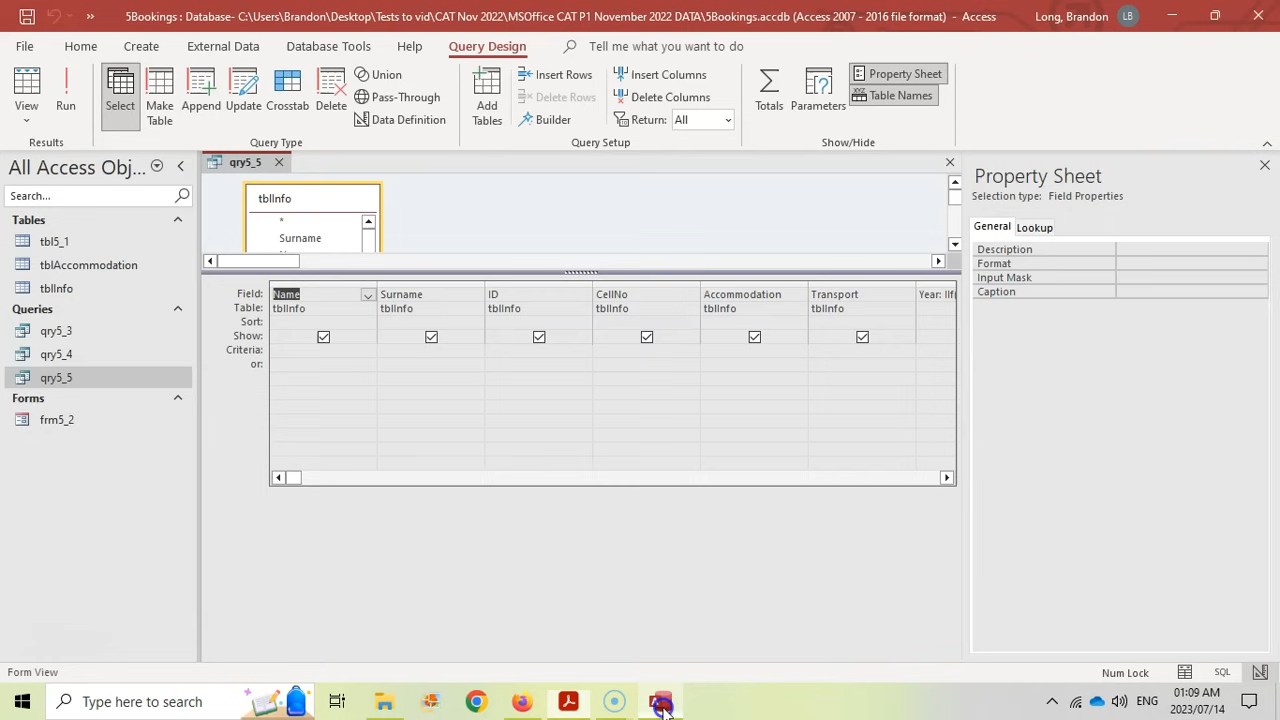 5Bookings : Database- C:\Users\Brandon\Desktop\Tests to vid\CAT Nov 2022\MSOffice CAT P1 November 2022 DATA\5Bookings.accdb (Access 2007 - 2016 file format) - Access
Long, Brandon
LB
File
Home
Create
External Data
Database Tools
Help
Query Design
Tell me what you want to do
View
Run
Select
Make Table
Append
Update
Crosstab
Delete
Union
Pass-Through
Data Definition
Add Tables
Insert Rows
Delete Rows
Builder
Insert Columns
Delete Columns
Return: All
Totals
Parameters
Property Sheet
Table Names
Results
Query Type
Query Setup
Show/Hide
All Access Obj...
Search...
Tables
tbl5_1
tblAccommodation
tblInfo
Queries
qry5_3
qry5_4
qry5_5
Forms
frm5_2
qry5_5
tblInfo
*
Surname
Field: Name Surname ID CellNo Accommodation Transport Year: IIf(
Table: tblInfo tblInfo tblInfo tblInfo tblInfo tblInfo
Sort:
Show:
Criteria:
or:
Property Sheet
Selection type: Field Properties
General
Lookup
Description
Format
Input Mask
Caption
Form View
Num Lock
SQL
Type here to search
ENG
01:09 AM
2023/07/14